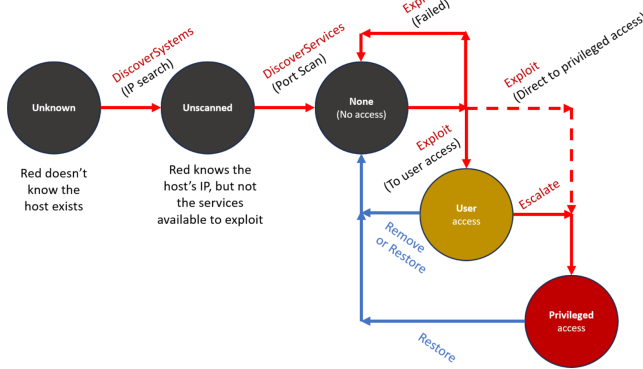 (Failed)
DiscoverSystems
(IP search)
DiscoverServices
(Port Scan)
Exploit
(Direct to privileged access)
Unknown
Unscanned
None
(No access)
Exploit
(To user access)
Red doesn't
know the
host exists
Red knows the
host's IP, but not
the services
available to exploit
User
access
Escalate
Remove
or Restore
Privileged
access
Restore